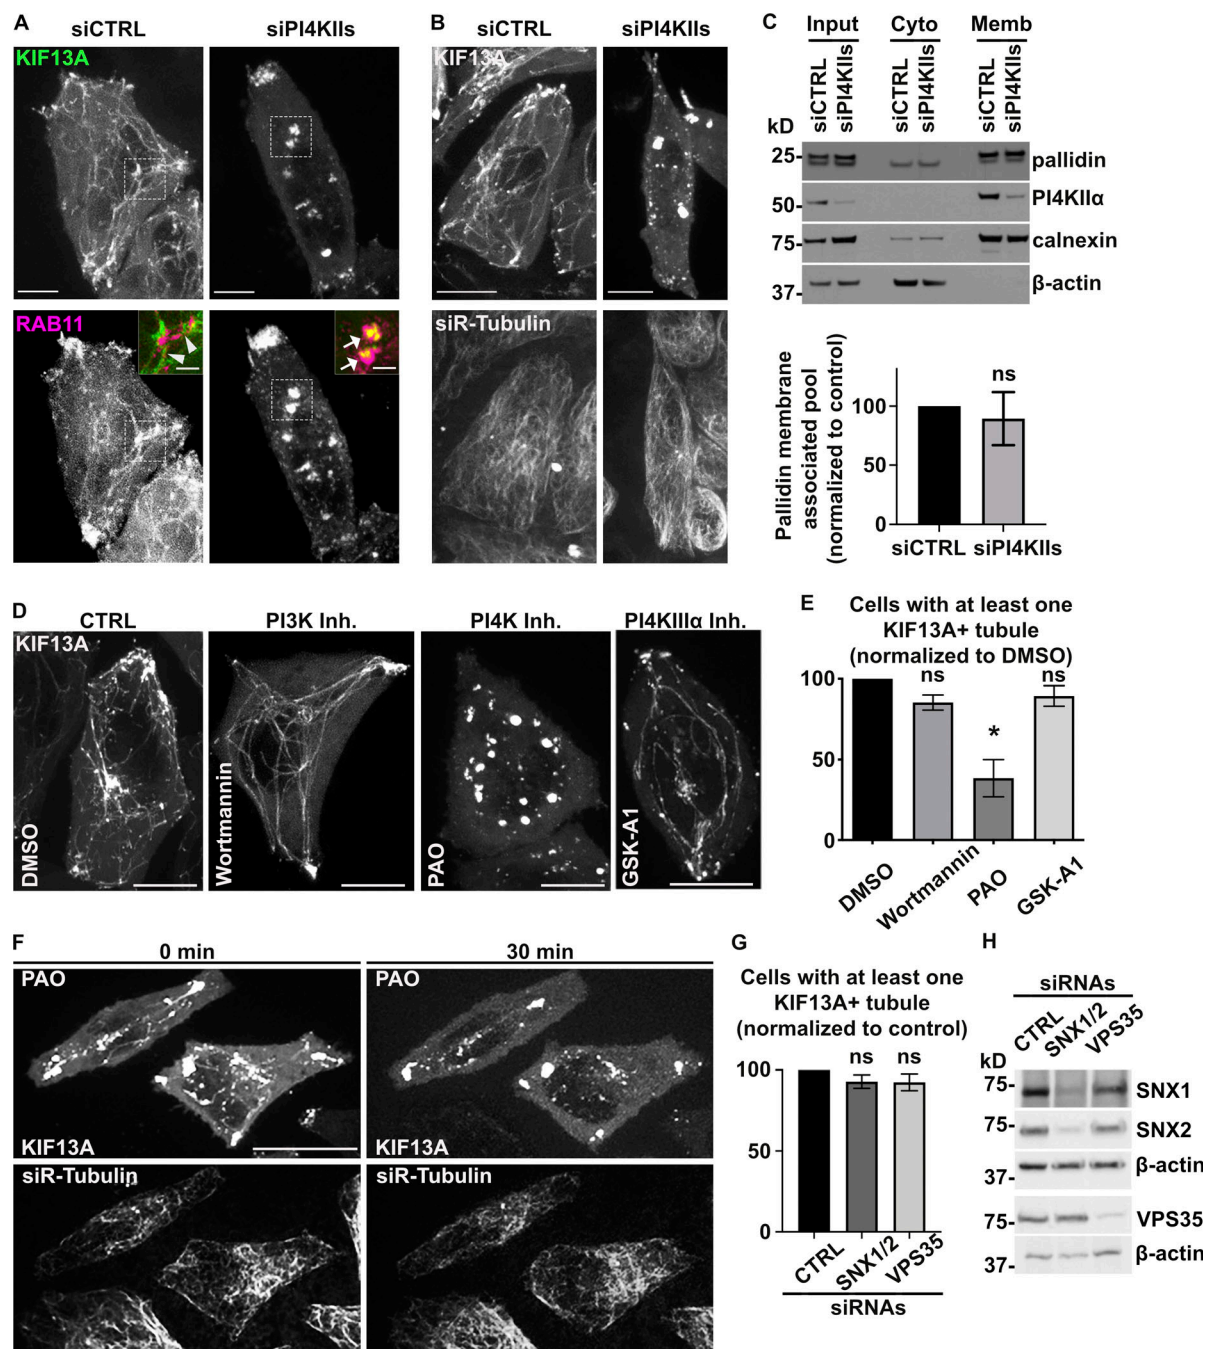 A
siCTRL
siPI4KIIs
KIF13A
RAB11
B
siCTRL
siPI4KIIs
KIF13A
siR-Tubulin
C
Input
Cyto
Memb
siCTRL
siPI4KIIs
siCTRL
siPI4KIIs
siCTRL
siPI4KIIs
kD
25
pallidin
50
PI4KIIα
75
calnexin
37
β-actin
Pallidin membrane
associated pool
(normalized to control)
100
50
0
ns
siCTRL
siPI4KIIs
D
CTRL
PI3K Inh.
PI4K Inh.
PI4KIIIα Inh.
KIF13A
DMSO
Wortmannin
PAO
GSK-A1
E
Cells with at least one
KIF13A+ tubule
(normalized to DMSO)
100
50
0
ns
*
ns
DMSO
Wortmannin
PAO
GSK-A1
F
0 min
30 min
PAO
PAO
KIF13A
KIF13A
siR-Tubulin
siR-Tubulin
G
Cells with at least one
KIF13A+ tubule
(normalized to control)
100
50
0
ns
ns
CTRL
SNX1/2
VPS35
siRNAs
H
siRNAs
CTRL
SNX1/2
VPS35
kD
75
SNX1
75
SNX2
37
β-actin
75
VPS35
37
β-actin